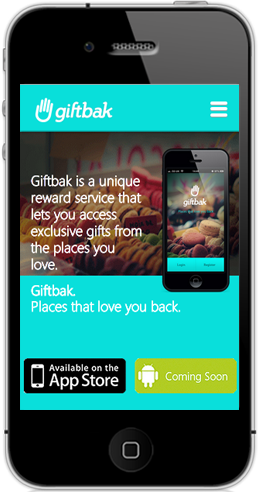 giftbak
Giftbak is a unique
reward service that
lets you access
exclusive gifts from
the places you
love.
giftbak
Giftbak.
Places that love you back.
Available on the
App Store
Coming Soon